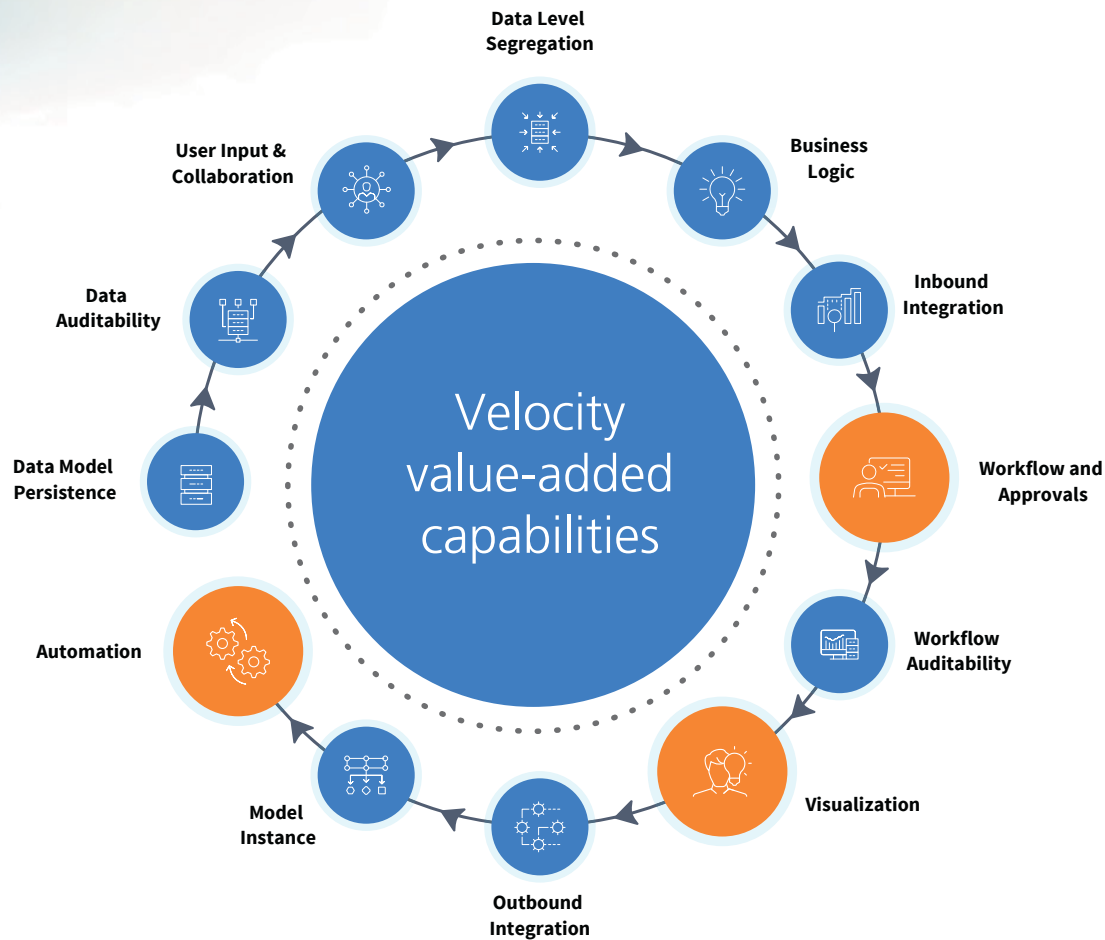 Data Level
Segregation
User Input &
Collaboration
Business
Logic
Data
Auditability
Inbound
Integration
Velocity
value-added
capabilities
Data Model
Persistence
Workflow and
Approvals
Automation
Workflow
Auditability
Model
Instance
Visualization
Outbound
Integration